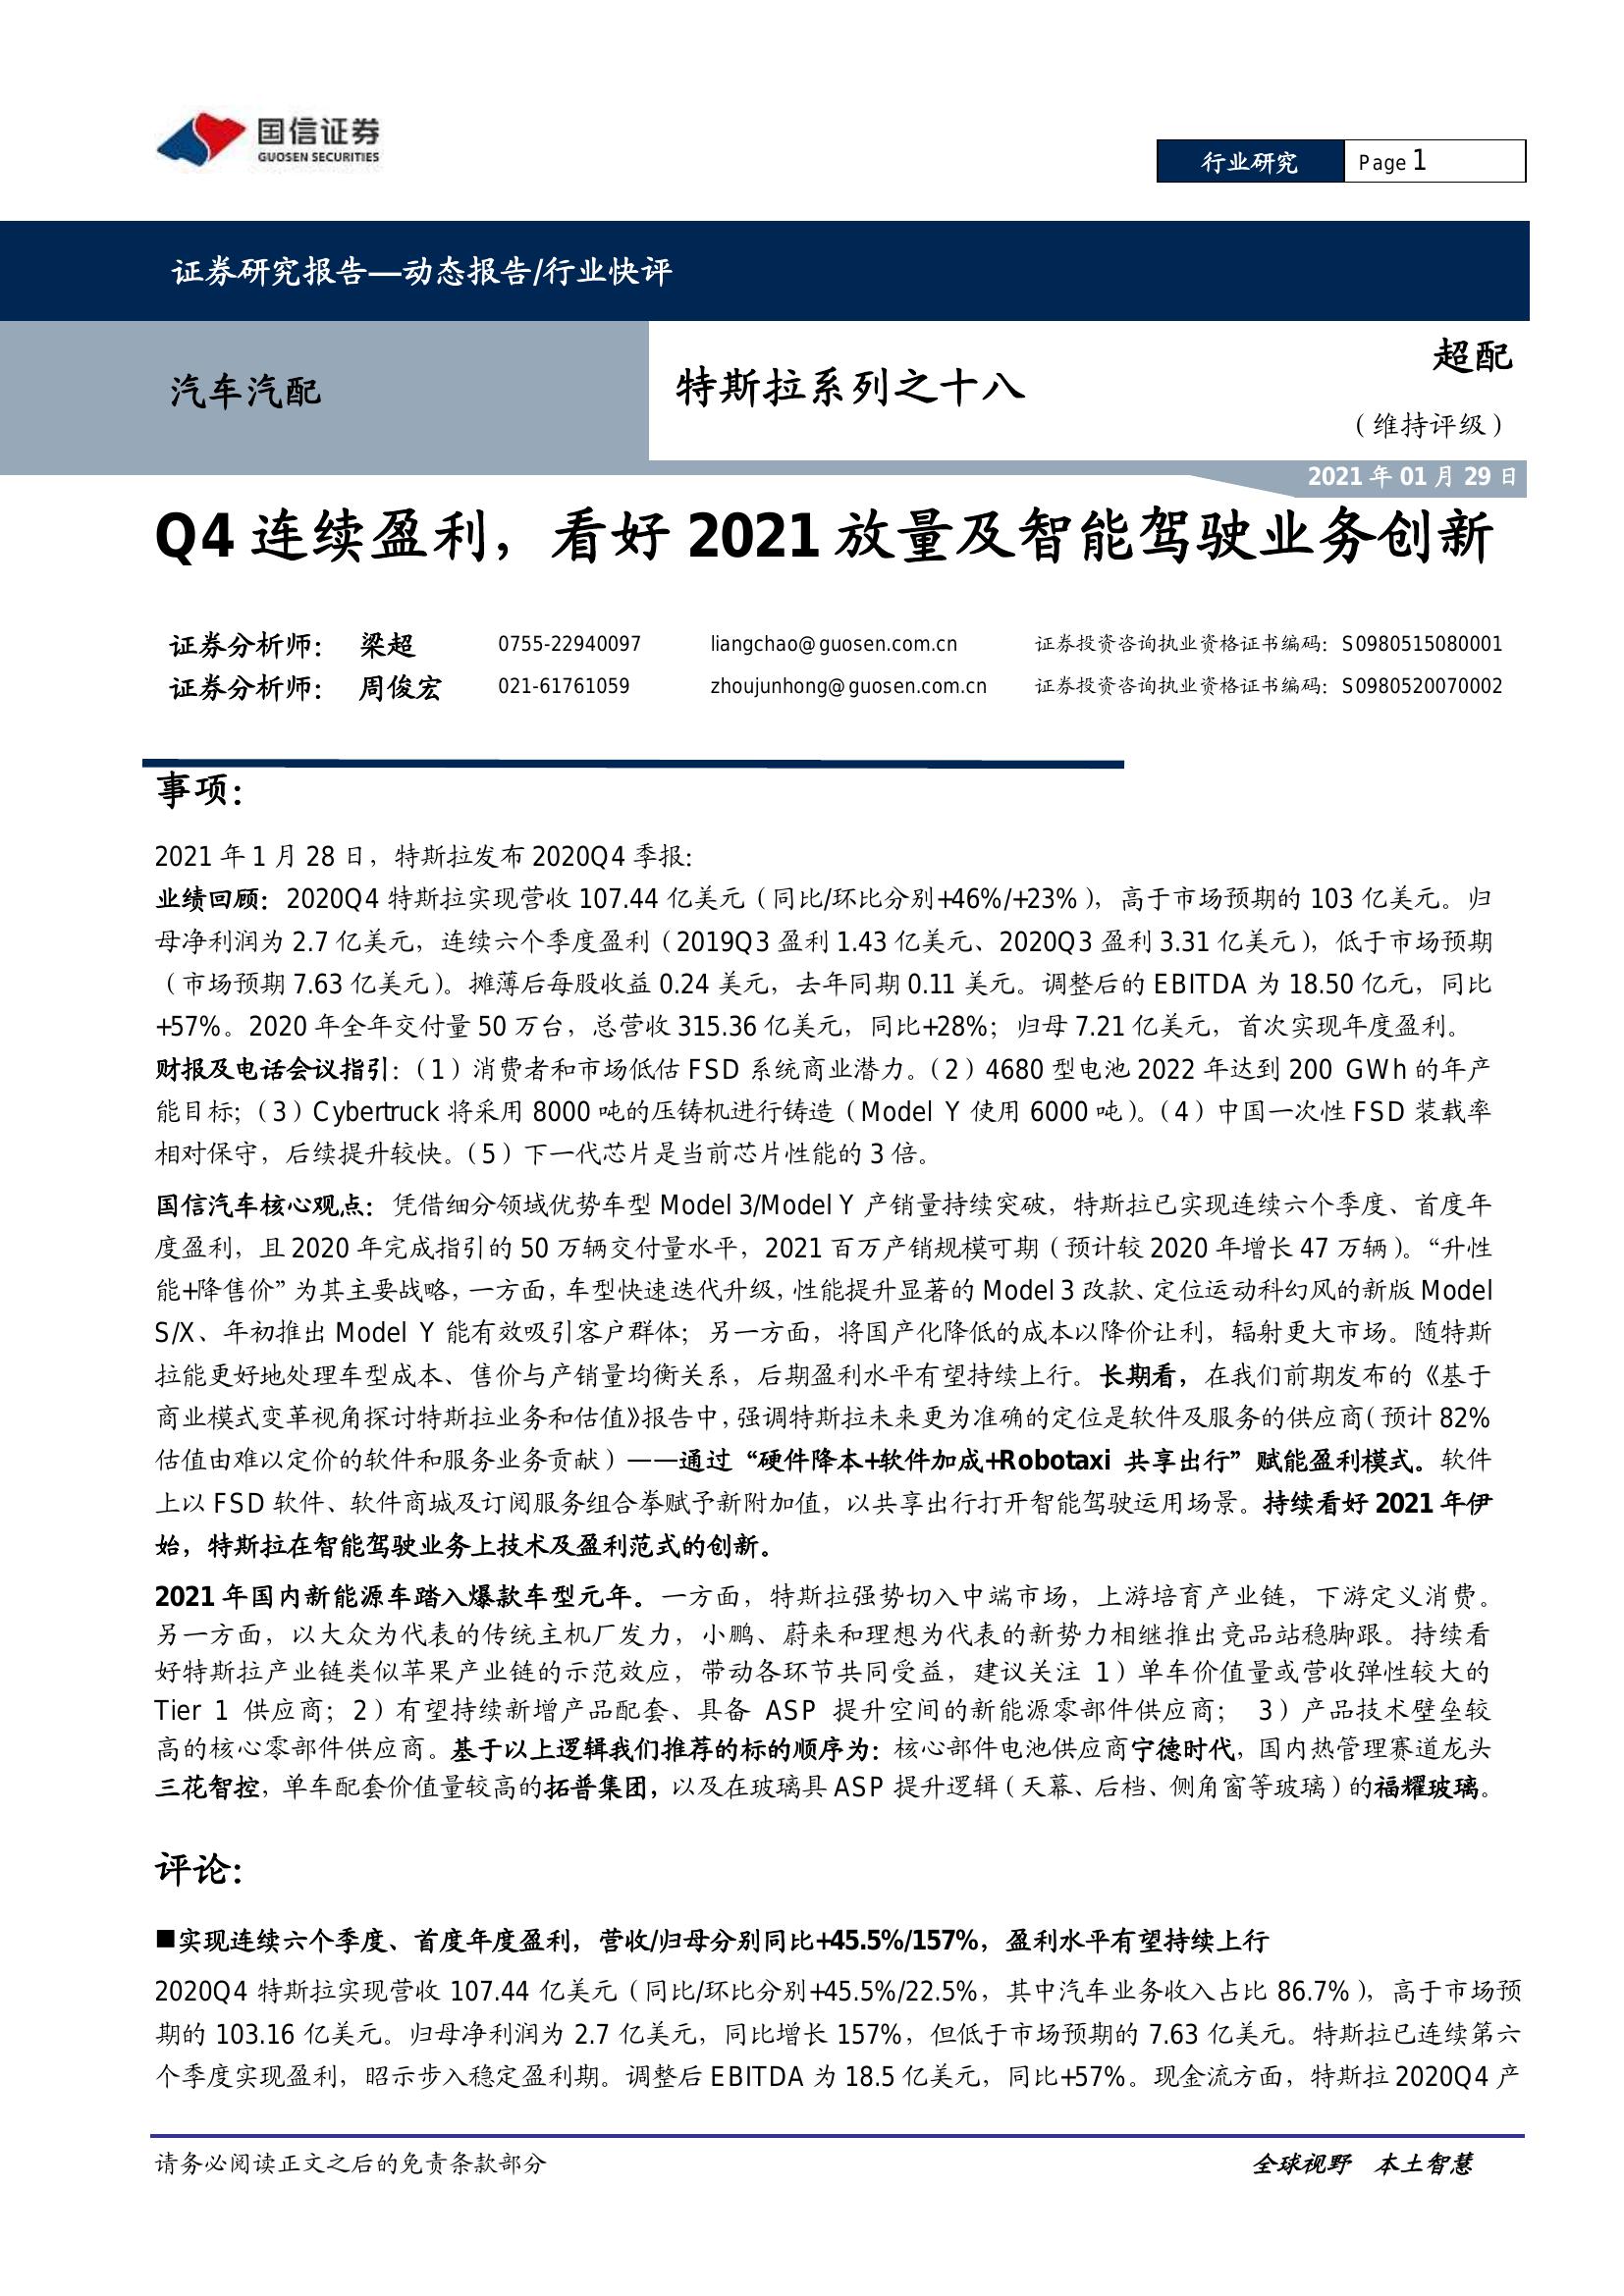 国信证券
GUOSEN SECURITIES
行业研究 Page 1
证券研究报告—动态报告/行业快评
汽车汽配
特斯拉系列之十八
超配
（维持评级）
2021 年 01 月 29 日
Q4 连续盈利，看好 2021 放量及智能驾驶业务创新
证券分析师： 梁超 0755-22940097 liangchao@guosen.com.cn 证券投资咨询执业资格证书编码：S0980515080001
证券分析师： 周俊宏 021-61761059 zhoujunhong@guosen.com.cn 证券投资咨询执业资格证书编码：S0980520070002
事项：
2021 年 1 月 28 日，特斯拉发布 2020Q4 季报：
业绩回顾：2020Q4 特斯拉实现营收 107.44 亿美元（同比/环比分别+46%/+23%），高于市场预期的 103 亿美元。归
母净利润为 2.7 亿美元，连续六个季度盈利（2019Q3 盈利 1.43 亿美元、2020Q3 盈利 3.31 亿美元），低于市场预期
（市场预期 7.63 亿美元）。摊薄后每股收益 0.24 美元，去年同期 0.11 美元。调整后的 EBITDA 为 18.50 亿元，同比
+57%。2020 年全年交付量 50 万台，总营收 315.36 亿美元，同比+28%；归母 7.21 亿美元，首次实现年度盈利。
财报及电话会议指引：（1）消费者和市场低估 FSD 系统商业潜力。（2）4680 型电池 2022 年达到 200 GWh 的年产
能目标；（3）Cybertruck 将采用 8000 吨的压铸机进行铸造（Model Y 使用 6000 吨）。（4）中国一次性 FSD 装载率
相对保守，后续提升较快。（5）下一代芯片是当前芯片性能的 3 倍。
国信汽车核心观点：凭借细分领域优势车型 Model 3/Model Y 产销量持续突破，特斯拉已实现连续六个季度、首度年
度盈利，且 2020 年完成指引的 50 万辆交付量水平，2021 百万产销规模可期（预计较 2020 年增长 47 万辆）。“升性
能+降售价”为其主要战略，一方面，车型快速迭代升级，性能提升显著的 Model 3 改款、定位运动科幻风的新版 Model
S/X、年初推出 Model Y 能有效吸引客户群体；另一方面，将国产化降低的成本以降价让利，辐射更大市场。随特斯
拉能更好地处理车型成本、售价与产销量均衡关系，后期盈利水平有望持续上行。长期看，在我们前期发布的《基于
商业模式变革视角探讨特斯拉业务和估值》报告中，强调特斯拉未来更为准确的定位是软件及服务的供应商（预计 82%
估值由难以定价的软件和服务业务贡献）——通过“硬件降本+软件加成+Robotaxi 共享出行”赋能盈利模式。软件
上以 FSD 软件、软件商城及订阅服务组合拳赋予新附加值，以共享出行打开智能驾驶运用场景。持续看好 2021 年伊
始，特斯拉在智能驾驶业务上技术及盈利范式的创新。
2021 年国内新能源车踏入爆款车型元年。一方面，特斯拉强势切入中端市场，上游培育产业链，下游定义消费。
另一方面，以大众为代表的传统主机厂发力，小鹏、蔚来和理想为代表的新势力相继推出竞品站稳脚跟。持续看
好特斯拉产业链类似苹果产业链的示范效应，带动各环节共同受益，建议关注 1）单车价值量或营收弹性较大的
Tier 1 供应商；2）有望持续新增产品配套、具备 ASP 提升空间的新能源零部件供应商； 3）产品技术壁垒较
高的核心零部件供应商。基于以上逻辑我们推荐的标的顺序为：核心部件电池供应商宁德时代，国内热管理赛道龙头
三花智控，单车配套价值量较高的拓普集团，以及在玻璃具 ASP 提升逻辑（天幕、后档、侧角窗等玻璃）的福耀玻璃。
评论：
■实现连续六个季度、首度年度盈利，营收/归母分别同比+45.5%/157%，盈利水平有望持续上行
2020Q4 特斯拉实现营收 107.44 亿美元（同比/环比分别+45.5%/22.5%，其中汽车业务收入占比 86.7%），高于市场预
期的 103.16 亿美元。归母净利润为 2.7 亿美元，同比增长 157%，但低于市场预期的 7.63 亿美元。特斯拉已连续第六
个季度实现盈利，昭示步入稳定盈利期。调整后 EBITDA 为 18.5 亿美元，同比+57%。现金流方面，特斯拉 2020Q4 产
请务必阅读正文之后的免责条款部分
全球视野 本土智慧